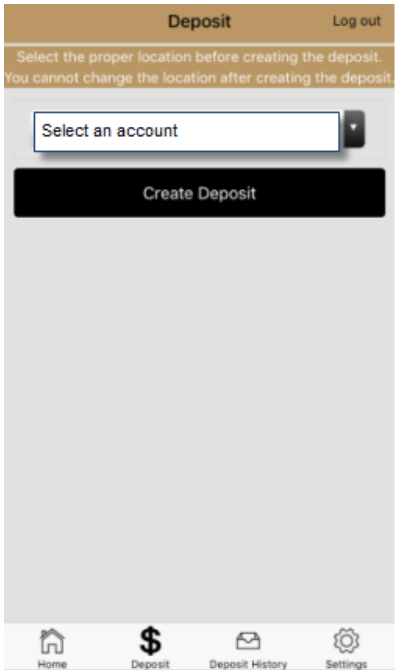 Deposit Log out
Select the proper location before creating the deposit.
You cannot change the location after creating the deposit.
Select an account
Create Deposit
$
Home Deposit Deposit History Settings